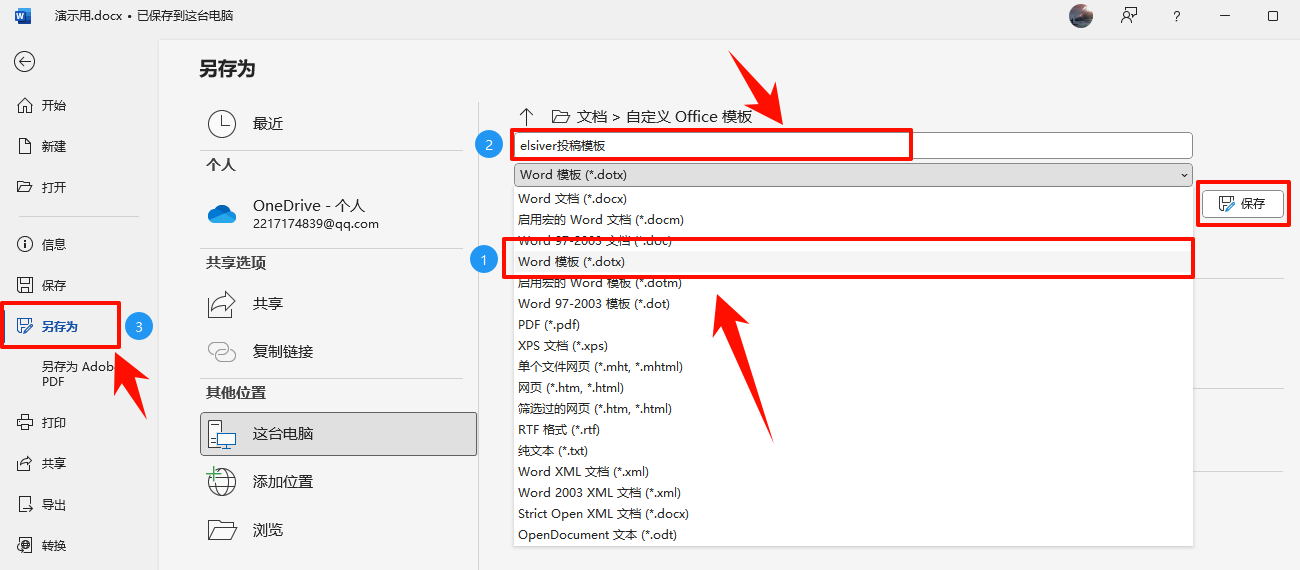 演示用.docx • 已保存到这台电脑
?
开始
新建
打开
信息
保存
另存为
3
另存为 Adob
PDF
打印
共享
导出
转换
另存为
最近
个人
OneDrive - 个人
2217174839@qq.com
共享选项
共享
复制链接
其他位置
这台电脑
添加位置
浏览
文档 > 自定义 Office 模板
2
elsiver投稿模板
Word 模板 (*.dotx)
保存
Word 文档 (*.docx)
启用宏的 Word 文档 (*.docm)
Word 97-2003 文档 (*.doc)
1
Word 模板 (*.dotx)
启用宏的 Word 模板 (*.dotm)
Word 97-2003 模板 (*.dot)
PDF (*.pdf)
XPS 文档 (*.xps)
单个文件网页 (*.mht, *.mhtml)
网页 (*.htm, *.html)
筛选过的网页 (*.htm, *.html)
RTF 格式 (*.rtf)
纯文本 (*.txt)
Word XML 文档 (*.xml)
Word 2003 XML 文档 (*.xml)
Strict Open XML 文档 (*.docx)
OpenDocument 文本 (*.odt)